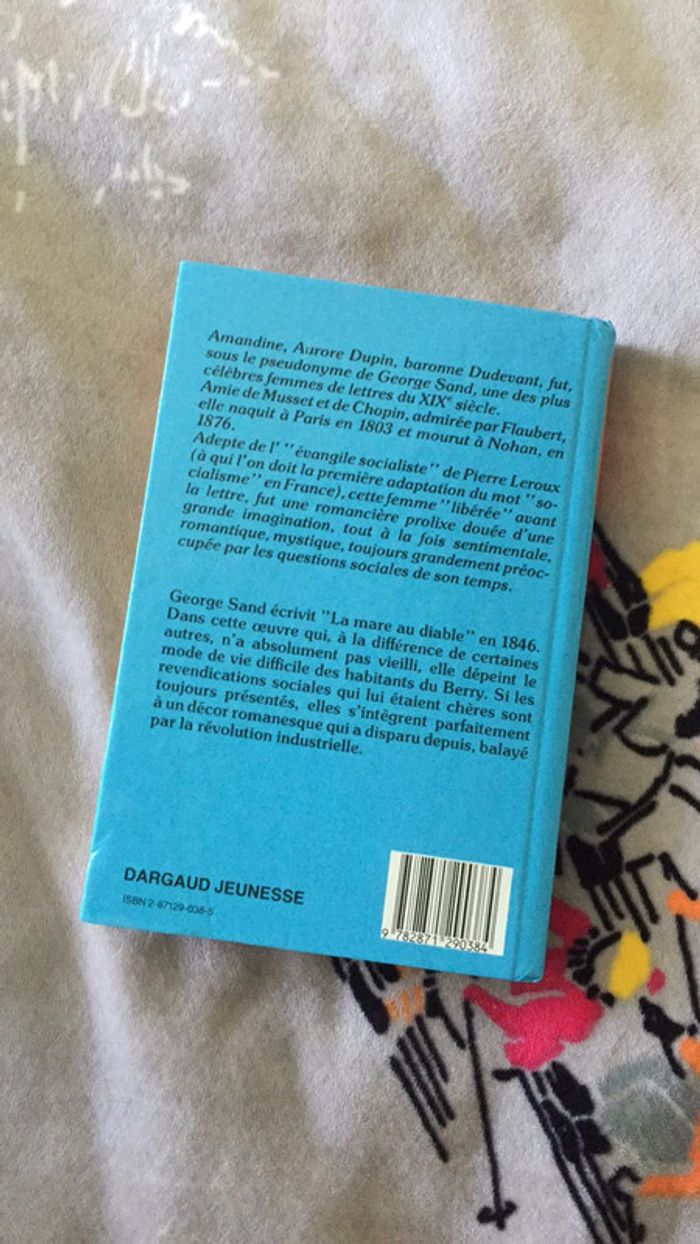 Amandine, Aurore Dupin, baronne Dudevant, fut,
sous le pseudonyme de George Sand, une des plus
célèbres femmes de lettres du XIXe siècle.
Amie de Musset et de Chopin, admirée par Flaubert,
elle naquit à Paris en 1803 et mourut à Nohan, en
1876.
Adepte de l' "évangile socialiste" de Pierre Leroux
(à qui l'on doit la première adaptation du mot "so-
cialisme" en France), cette femme "libérée" avant
la lettre, fut une romancière prolixe douée d'une
grande imagination, tout à la fois sentimentale,
romantique, mystique, toujours grandement préoc-
cupée par les questions sociales de son temps.
George Sand écrivit "La mare au diable" en 1846.
Dans cette œuvre qui, à la différence de certaines
autres, n'a absolument pas vieilli, elle dépeint le
mode de vie difficile des habitants du Berry. Si les
revendications sociales qui lui étaient chères sont
toujours présentés, elles s'intègrent parfaitement
à un décor romanesque qui a disparu depuis, balayé
par la révolution industrielle.
DARGAUD JEUNESSE
ISBN 2-87129-038-5
9 782871 290384